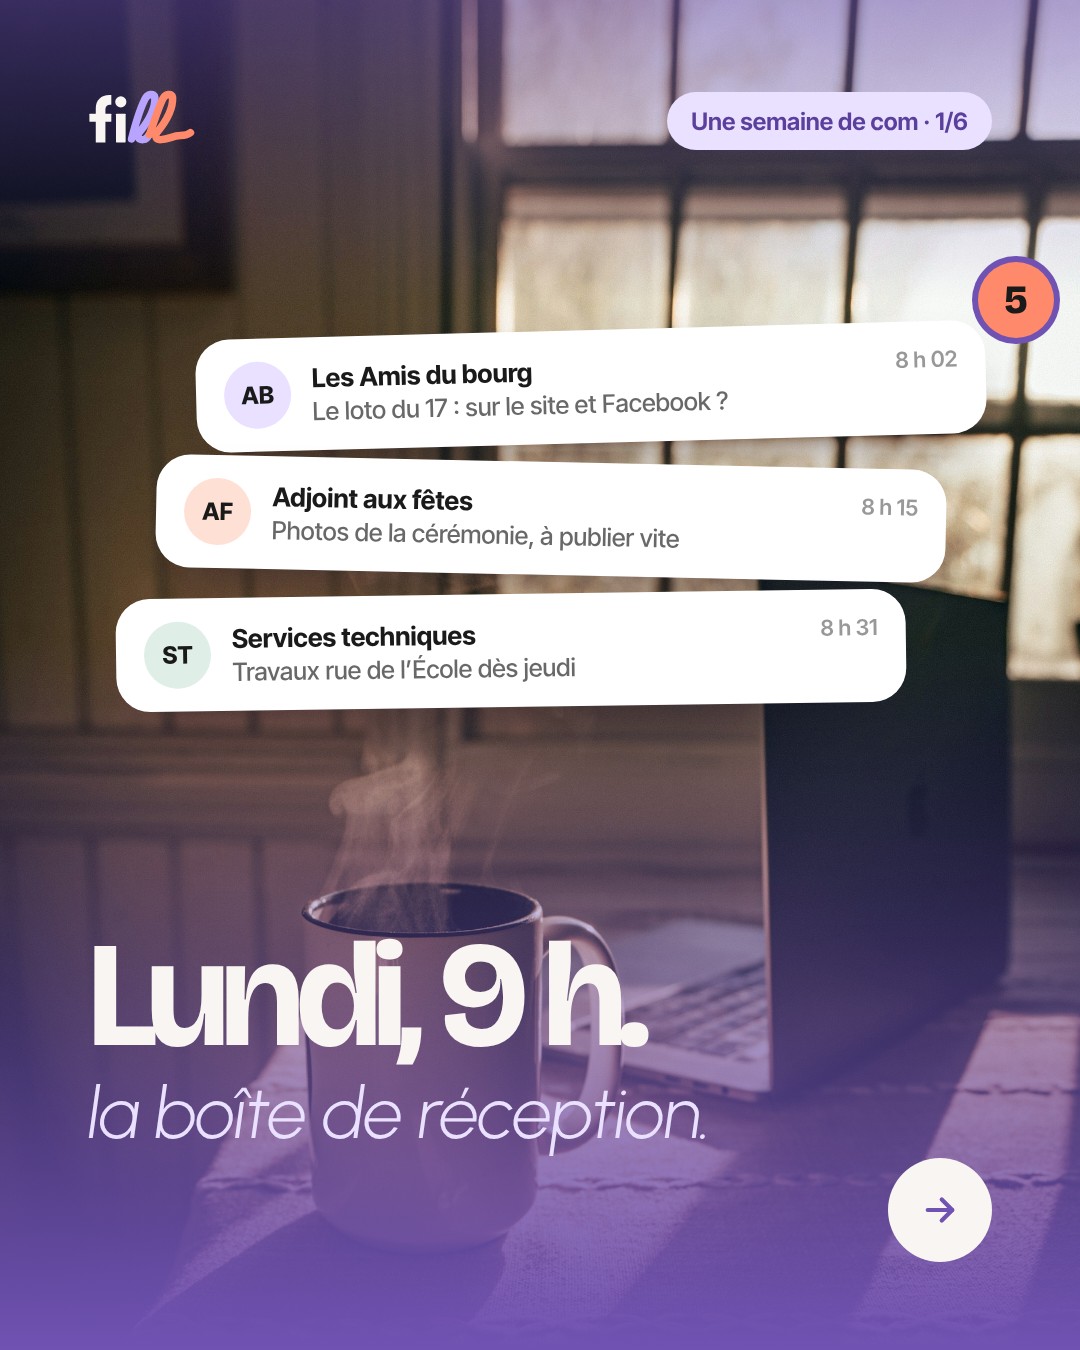 fill
Une semaine de com · 1/6
5
AB
Les Amis du bourg
8 h 02
Le loto du 17 : sur le site et Facebook ?
AF
Adjoint aux fêtes
8 h 15
Photos de la cérémonie, à publier vite
ST
Services techniques
8 h 31
Travaux rue de l’École dès jeudi
Lundi, 9 h.
la boîte de réception.